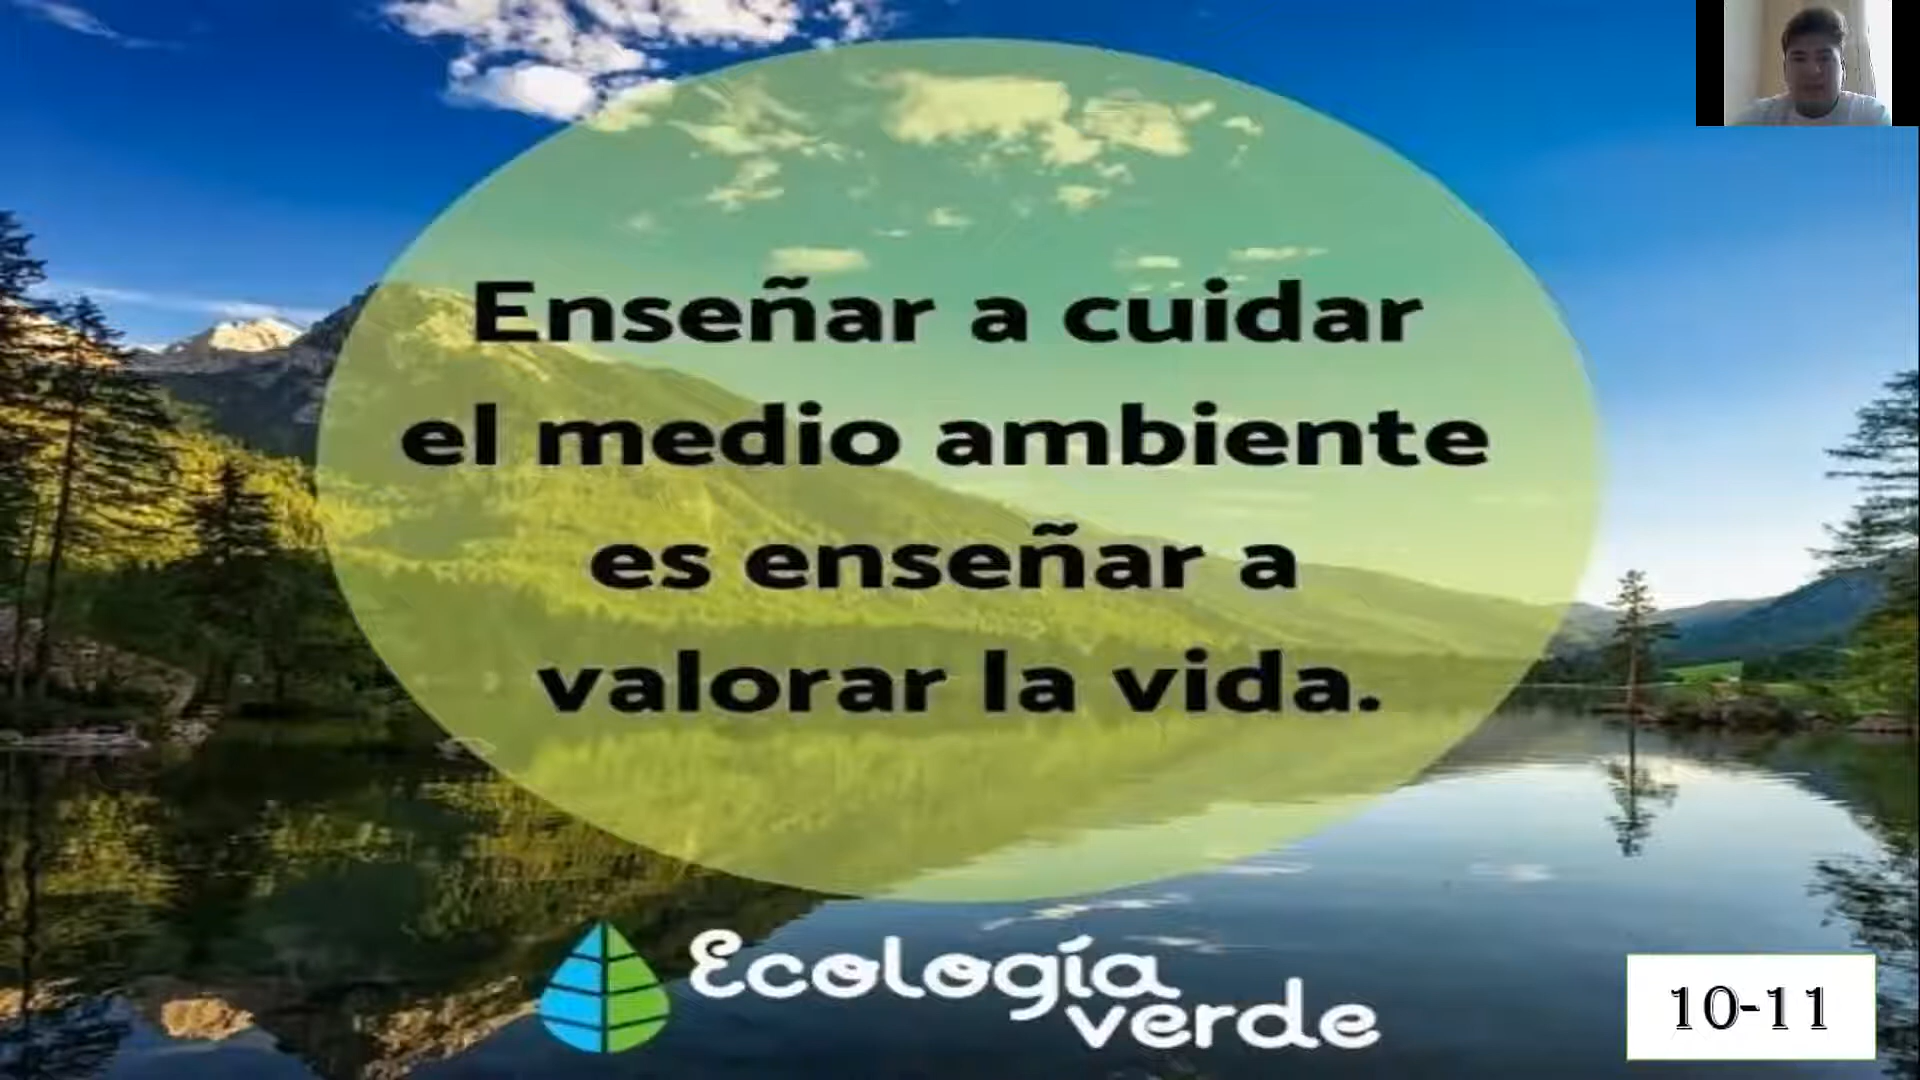 Enseñar a cuidar
el medio ambiente
es enseñar a
valorar la vida.
Ecología
verde
10-11